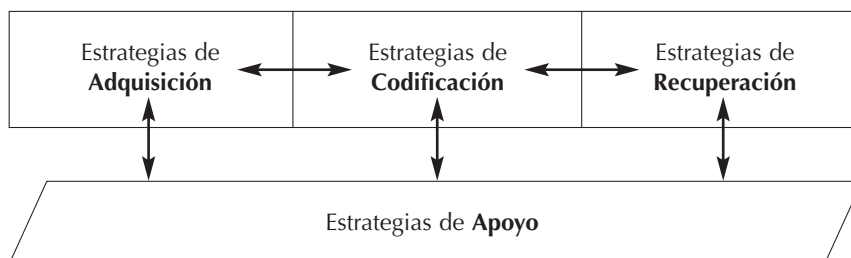 Estrategias de
Adquisición
Estrategias de
Codificación
Estrategias de
Recuperación
Estrategias de Apoyo